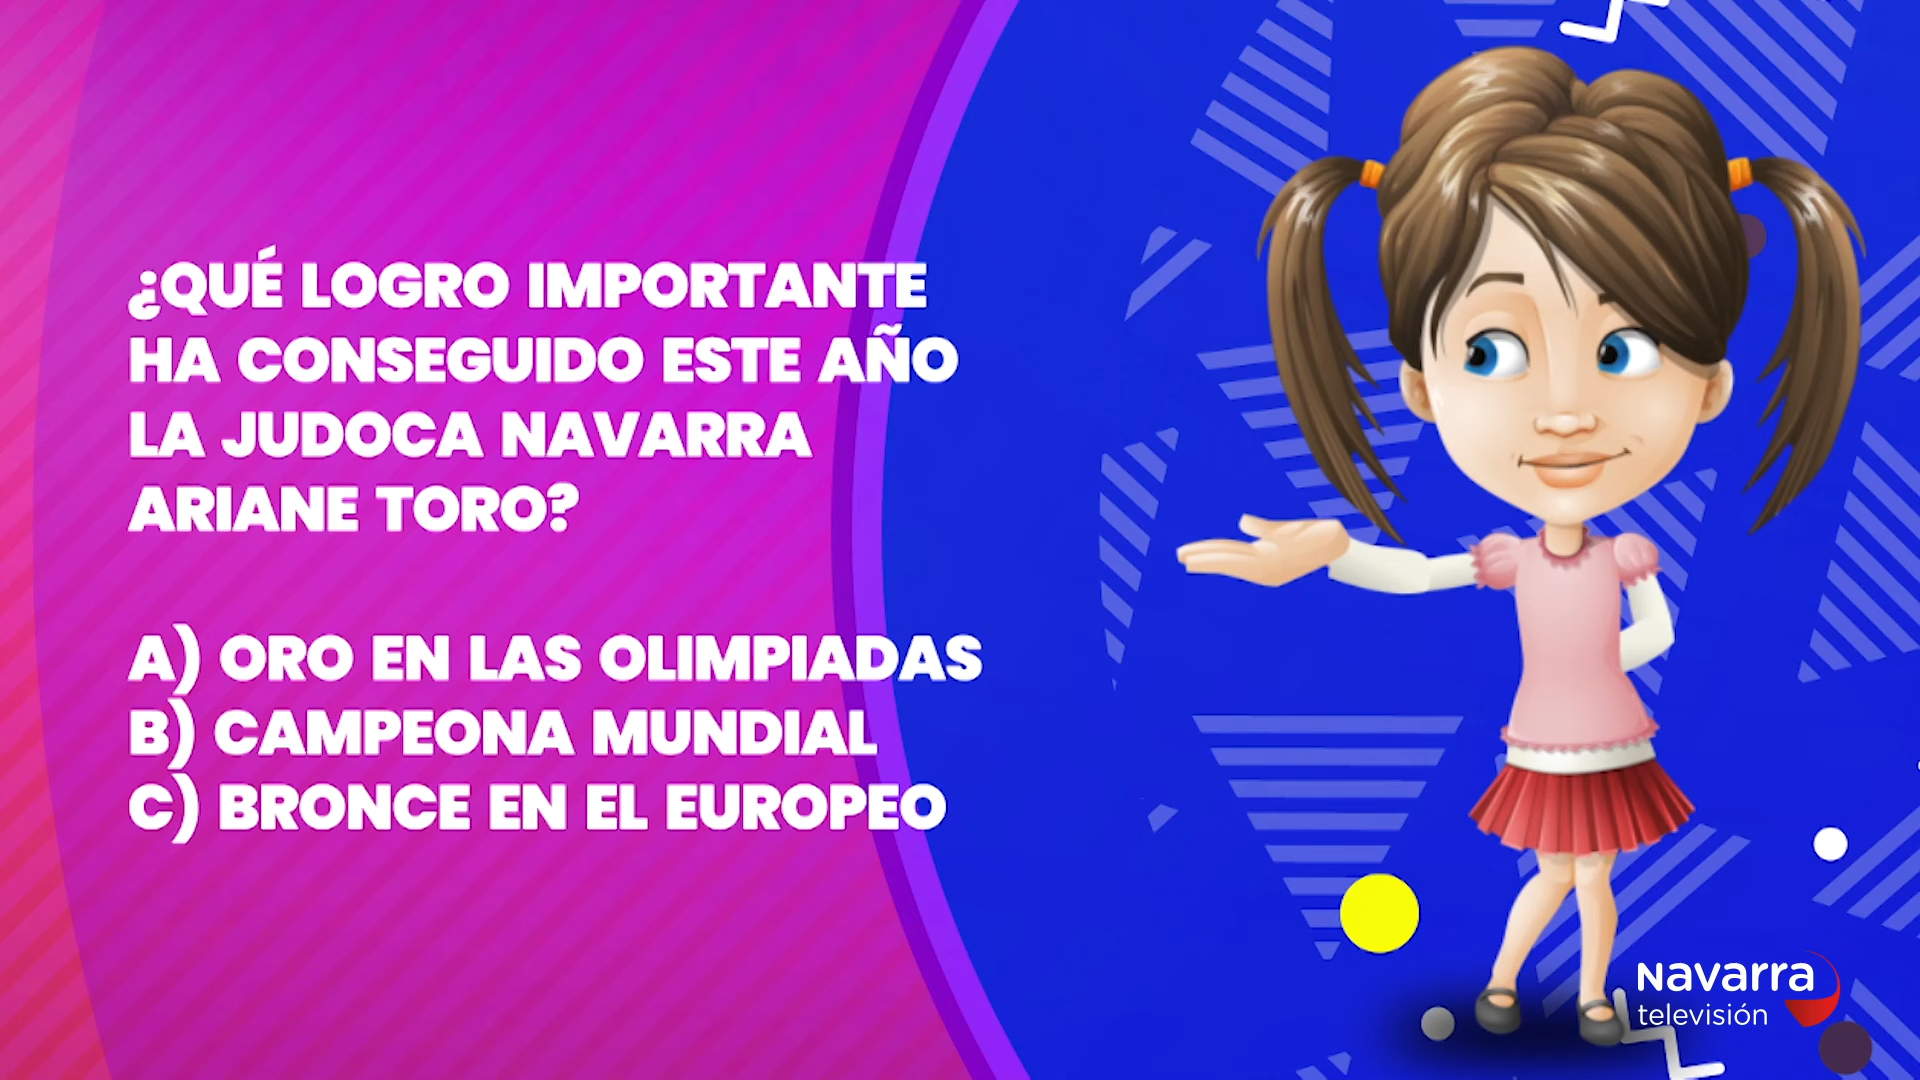 ¿QUÉ LOGRO IMPORTANTE
HA CONSEGUIDO ESTE AÑO
LA JUDOCA NAVARRA
ARIANE TORO?
A) ORO EN LAS OLIMPIADAS
B) CAMPEONA MUNDIAL
C) BRONCE EN EL EUROPEO
Navarra
televisión